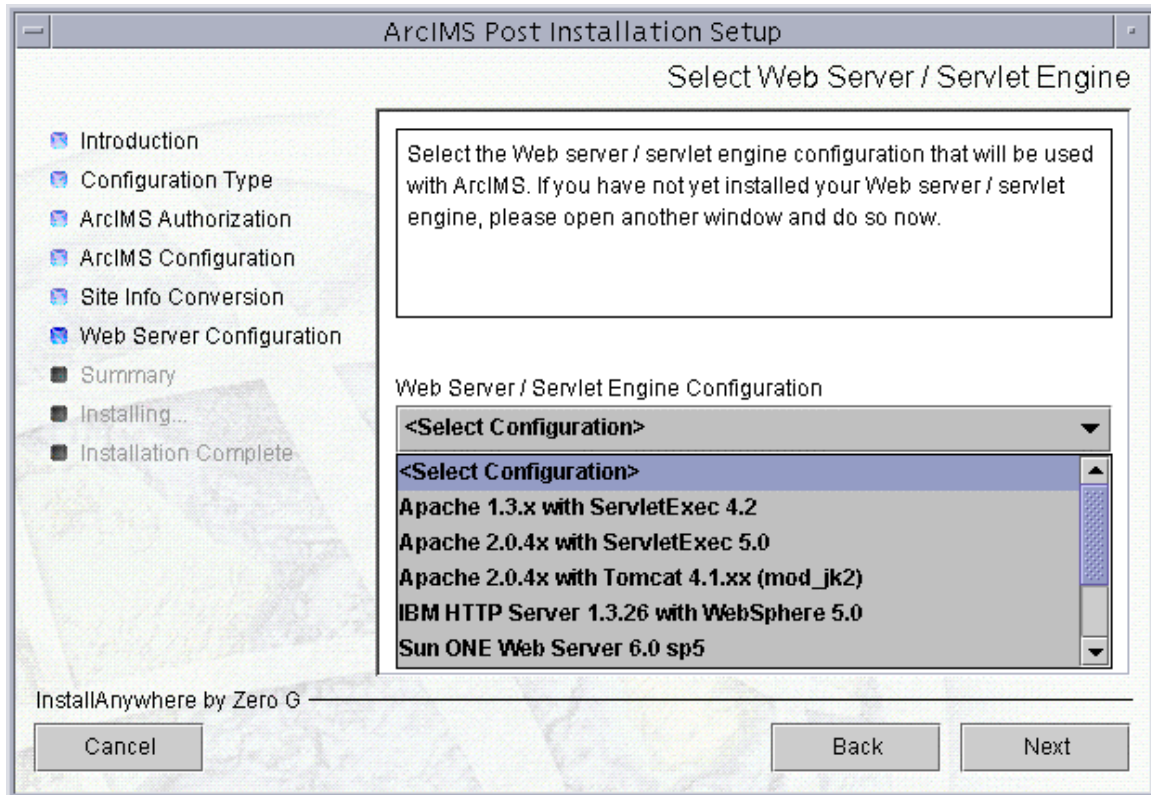 ArcIMS Post Installation Setup
Select Web Server / Servlet Engine
Introduction
Configuration Type
ArcIMS Authorization
ArcIMS Configuration
Site Info Conversion
Web Server Configuration
Summary
Installing...
Installation Complete
Select the Web server / servlet engine configuration that will be used
with ArcIMS. If you have not yet installed your Web server / servlet
engine, please open another window and do so now.
Web Server / Servlet Engine Configuration
<Select Configuration>
<Select Configuration>
Apache 1.3.x with ServletExec 4.2
Apache 2.0.4x with ServletExec 5.0
Apache 2.0.4x with Tomcat 4.1.xx (mod_jk2)
IBM HTTP Server 1.3.26 with WebSphere 5.0
Sun ONE Web Server 6.0 sp5
InstallAnywhere by Zero G
Cancel
Back
Next